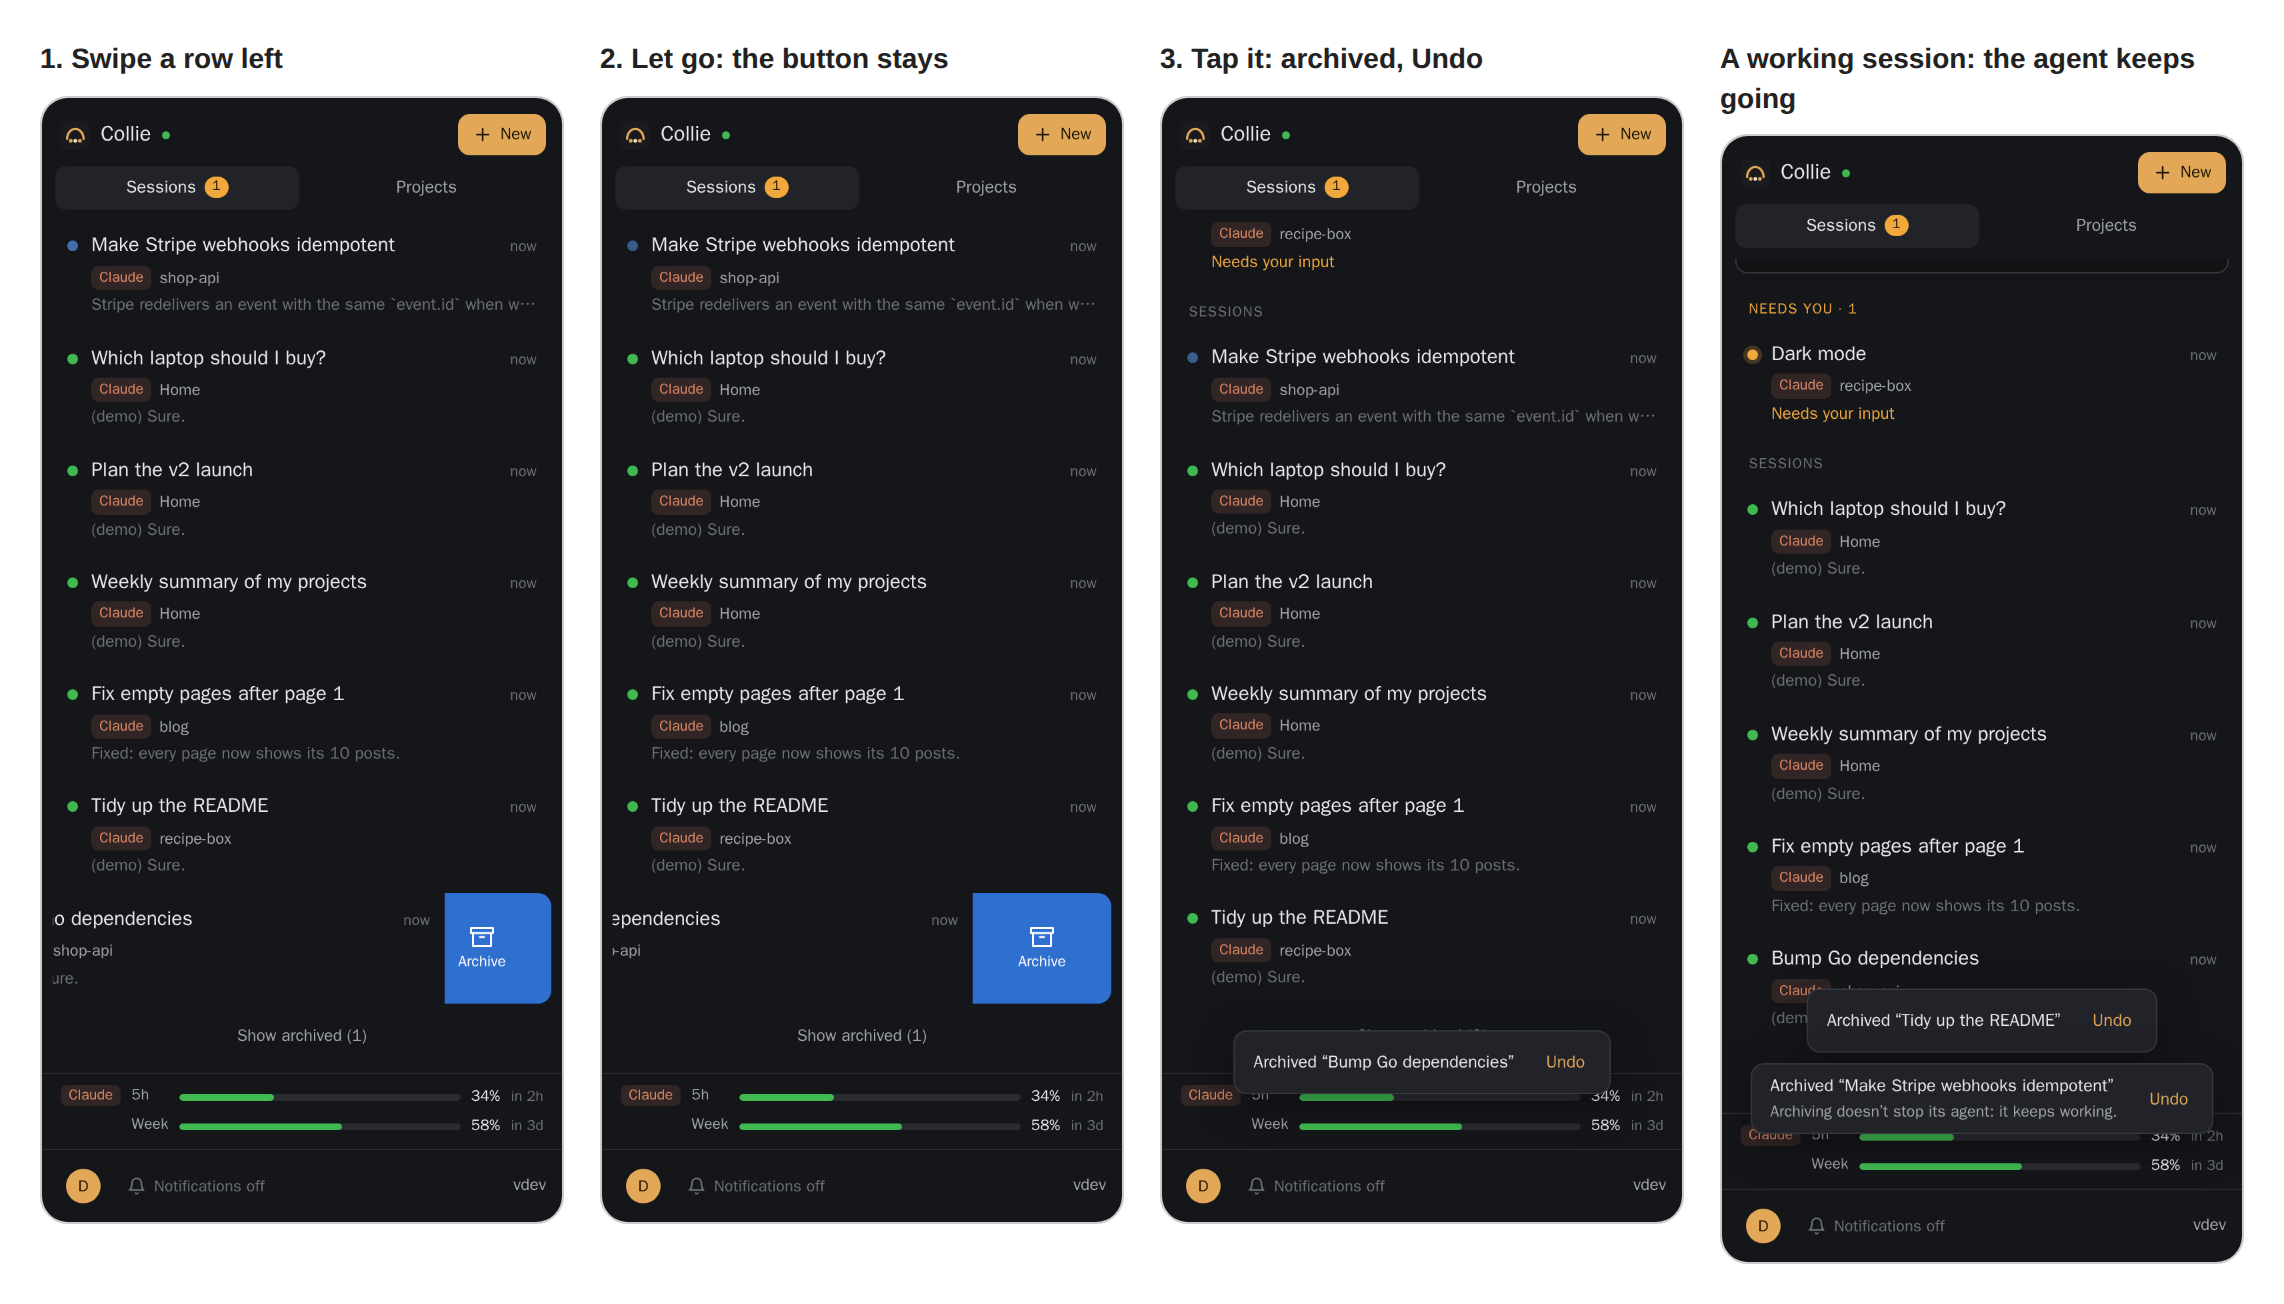 1. Swipe a row left
Collie
New
Sessions 1
Projects
Make Stripe webhooks idempotent now
Claude shop-api
Stripe redelivers an event with the same `event.id` when w···
Which laptop should I buy? now
Claude Home
(demo) Sure.
Plan the v2 launch now
Claude Home
(demo) Sure.
Weekly summary of my projects now
Claude Home
(demo) Sure.
Fix empty pages after page 1 now
Claude blog
Fixed: every page now shows its 10 posts.
Tidy up the README now
Claude recipe-box
(demo) Sure.
o dependencies now
shop-api
ure.
Archive
Show archived (1)
Claude 5h 34% in 2h
Week 58% in 3d
D Notifications off vdev
2. Let go: the button stays
Collie
New
Sessions 1
Projects
Make Stripe webhooks idempotent now
Claude shop-api
Stripe redelivers an event with the same `event.id` when w···
Which laptop should I buy? now
Claude Home
(demo) Sure.
Plan the v2 launch now
Claude Home
(demo) Sure.
Weekly summary of my projects now
Claude Home
(demo) Sure.
Fix empty pages after page 1 now
Claude blog
Fixed: every page now shows its 10 posts.
Tidy up the README now
Claude recipe-box
(demo) Sure.
ependencies now
-api
Archive
Show archived (1)
Claude 5h 34% in 2h
Week 58% in 3d
D Notifications off vdev
3. Tap it: archived, Undo
Collie
New
Sessions 1
Projects
Claude recipe-box
Needs your input
SESSIONS
Make Stripe webhooks idempotent now
Claude shop-api
Stripe redelivers an event with the same `event.id` when w···
Which laptop should I buy? now
Claude Home
(demo) Sure.
Plan the v2 launch now
Claude Home
(demo) Sure.
Weekly summary of my projects now
Claude Home
(demo) Sure.
Fix empty pages after page 1 now
Claude blog
Fixed: every page now shows its 10 posts.
Tidy up the README now
Claude recipe-box
(demo) Sure.
Archived “Bump Go dependencies” Undo
Claude 5h 34% in 2h
Week 58% in 3d
D Notifications off vdev
A working session: the agent keeps
going
Collie
New
Sessions 1
Projects
NEEDS YOU · 1
Dark mode now
Claude recipe-box
Needs your input
SESSIONS
Which laptop should I buy? now
Claude Home
(demo) Sure.
Plan the v2 launch now
Claude Home
(demo) Sure.
Weekly summary of my projects now
Claude Home
(demo) Sure.
Fix empty pages after page 1 now
Claude blog
Fixed: every page now shows its 10 posts.
Bump Go dependencies now
Claude
(dem
Archived “Tidy up the README” Undo
Archived “Make Stripe webhooks idempotent”
Archiving doesn't stop its agent: it keeps working.
Undo
Claude 5h 34% in 2h
Week 58% in 3d
D Notifications off vdev